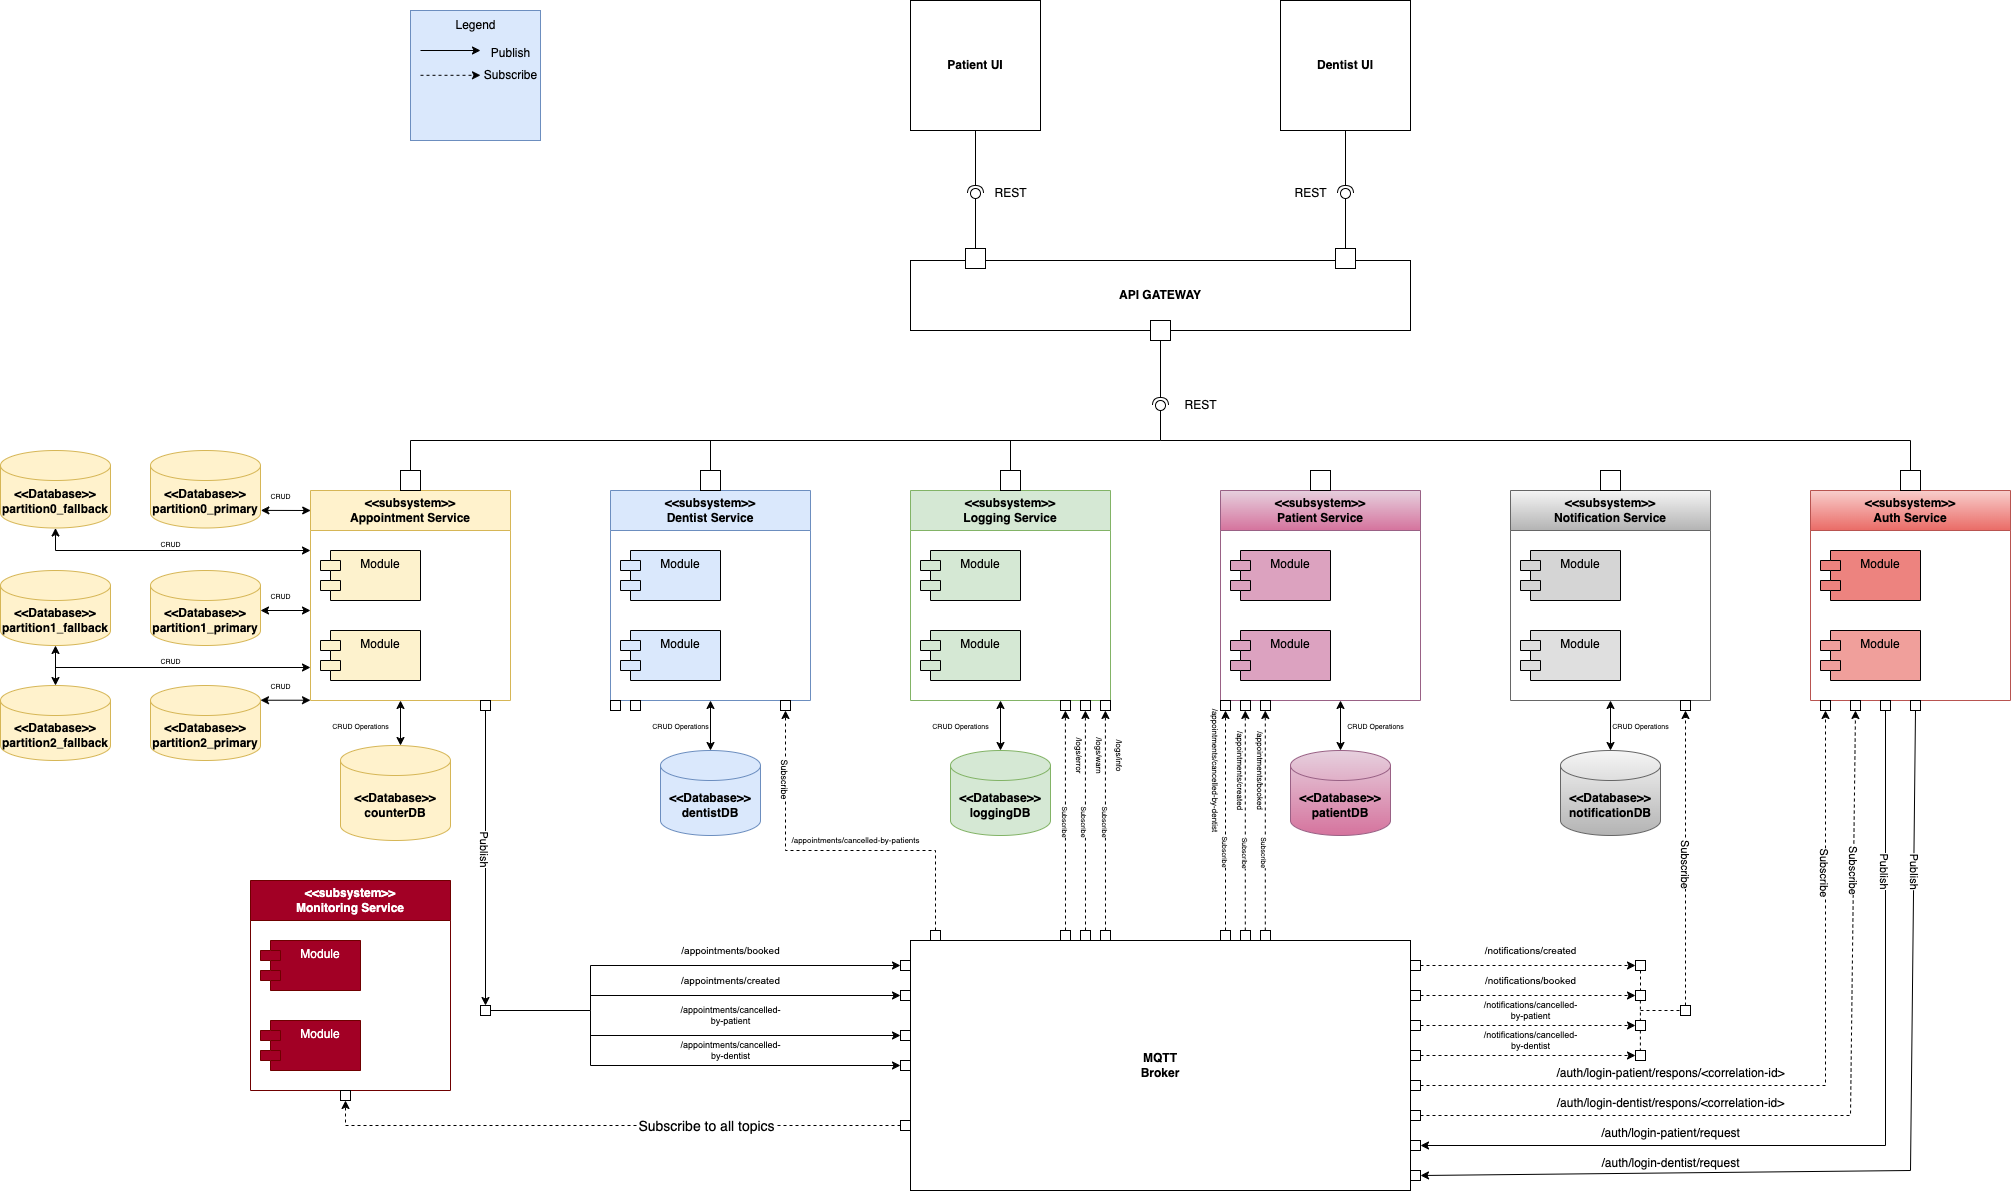 Legend
Publish
Subscribe
Patient UI
Dentist UI
REST
REST
API GATEWAY
REST
<<Database>>
partition0_fallback
<<Database>>
partition0_primary
CRUD
CRUD
<<Database>>
partition1_fallback
<<Database>>
partition1_primary
CRUD
CRUD
<<Database>>
partition2_fallback
<<Database>>
partition2_primary
CRUD
<<subsystem>>
Appointment Service
Module
Module
CRUD Operations
<<Database>>
counterDB
Publish
<<subsystem>>
Dentist Service
Module
Module
CRUD Operations
<<Database>>
dentistDB
Subscribe
/appointments/cancelled-by-patients
<<subsystem>>
Logging Service
Module
Module
CRUD Operations
<<Database>>
loggingDB
/logs/error
/logs/warn
/logs/info
Subscribe
Subscribe
Subscribe
<<subsystem>>
Patient Service
Module
Module
/appointments/cancelled-by-dentist
/appointments/created
/appointments/booked
Subscribe
Subscribe
Subscribe
CRUD Operations
<<Database>>
patientDB
<<subsystem>>
Notification Service
Module
Module
CRUD Operations
<<Database>>
notificationDB
Subscribe
<<subsystem>>
Auth Service
Module
Module
Subscribe
Subscribe
Publish
Publish
<<subsystem>>
Monitoring Service
Module
Module
/appointments/booked
/appointments/created
/appointments/cancelled-
by-patient
/appointments/cancelled-
by-dentist
Subscribe to all topics
MQTT
Broker
/notifications/created
/notifications/booked
/notifications/cancelled-
by-patient
/notifications/cancelled-
by-dentist
/auth/login-patient/respons/<correlation-id>
/auth/login-dentist/respons/<correlation-id>
/auth/login-patient/request
/auth/login-dentist/request